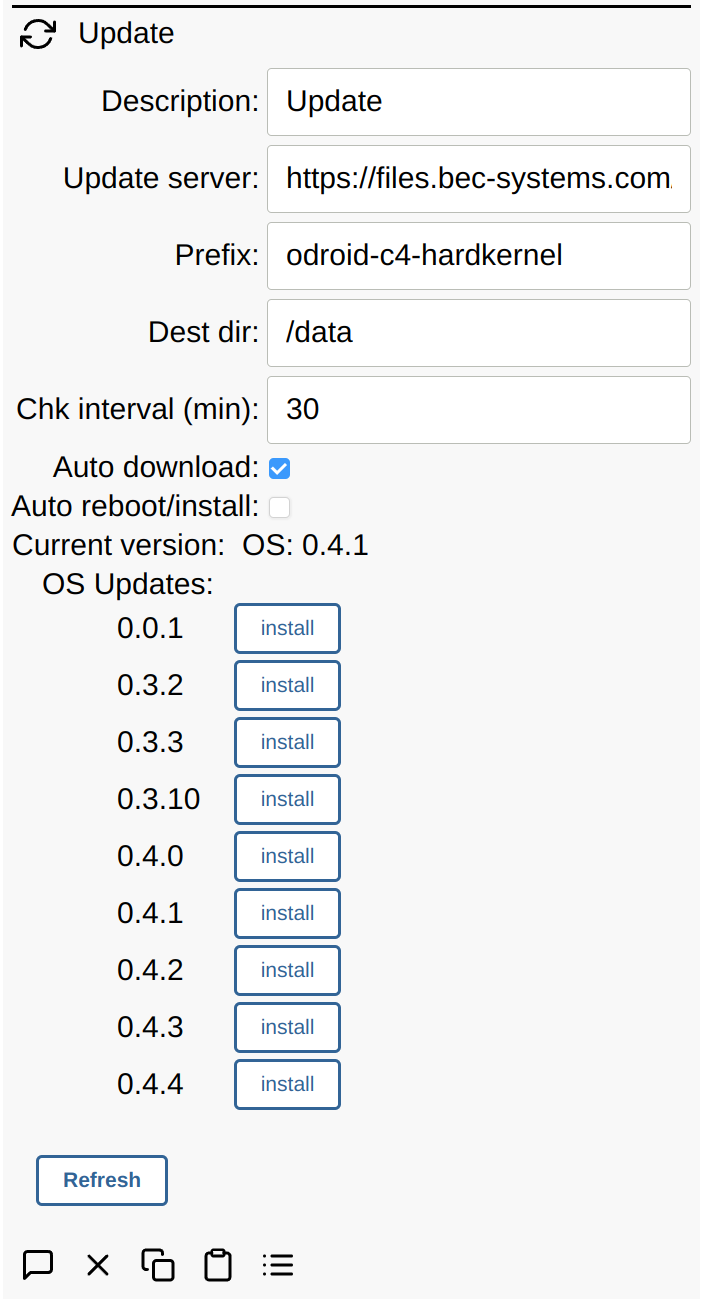 Update
Description: Update
Update server: https://files.bec-systems.com
Prefix: odroid-c4-hardkernel
Dest dir: /data
Chk interval (min): 30
Auto download:
Auto reboot/install:
Current version: OS: 0.4.1
OS Updates:
0.0.1 install
0.3.2 install
0.3.3 install
0.3.10 install
0.4.0 install
0.4.1 install
0.4.2 install
0.4.3 install
0.4.4 install
Refresh